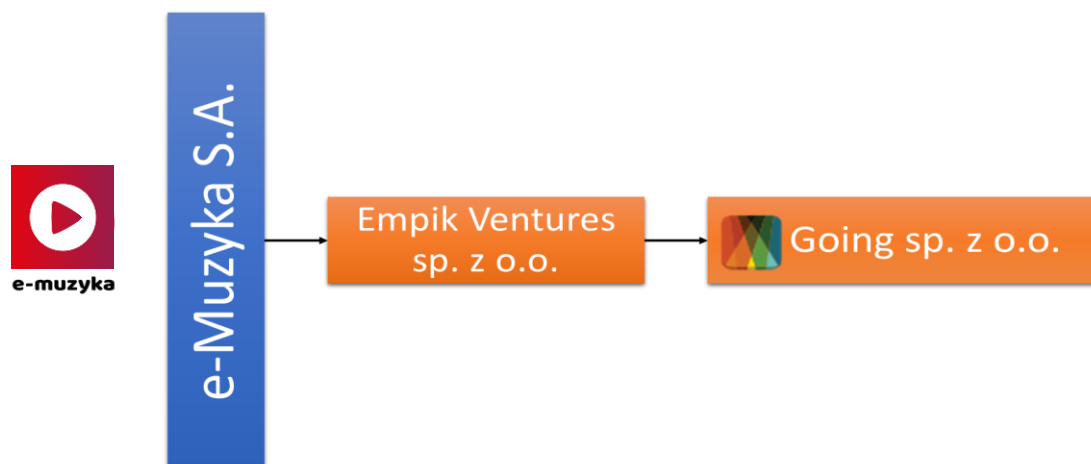 e-muzyka
e-Muzyka S.A.
Empik Ventures
sp. z o.o.
Going sp. z o.o.